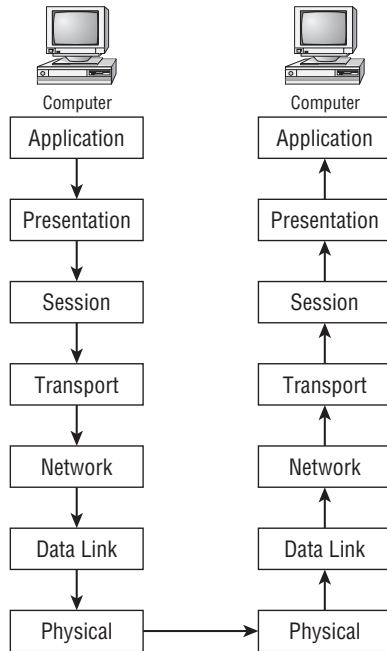 Computer
Application
Presentation
Session
Transport
Network
Data Link
Physical
Computer
Application
Presentation
Session
Transport
Network
Data Link
Physical